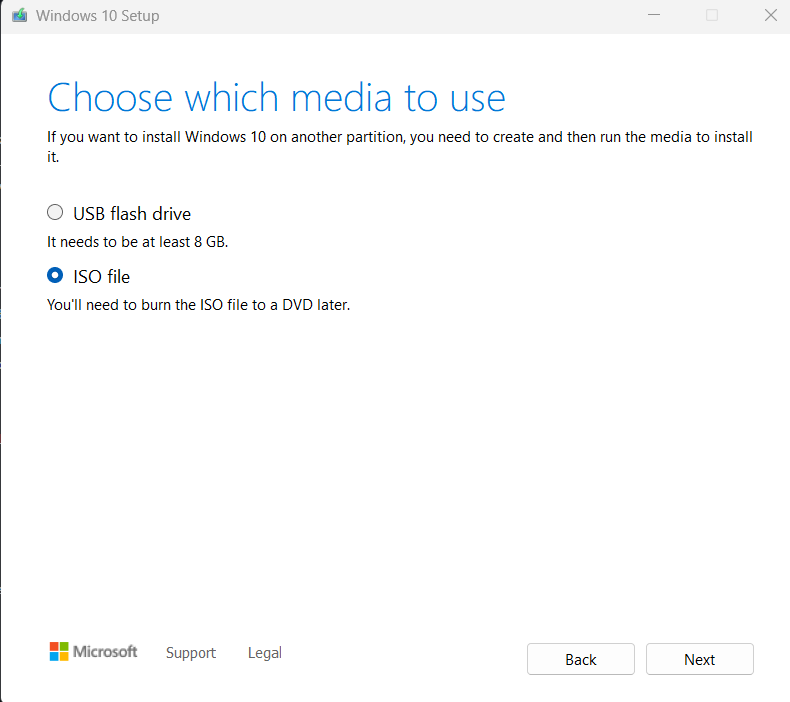 Windows 10 Setup
Choose which media to use
If you want to install Windows 10 on another partition, you need to create and then run the media to install
it.
USB flash drive
It needs to be at least 8 GB.
ISO file
You'll need to burn the ISO file to a DVD later.
Microsoft Support Legal Back Next